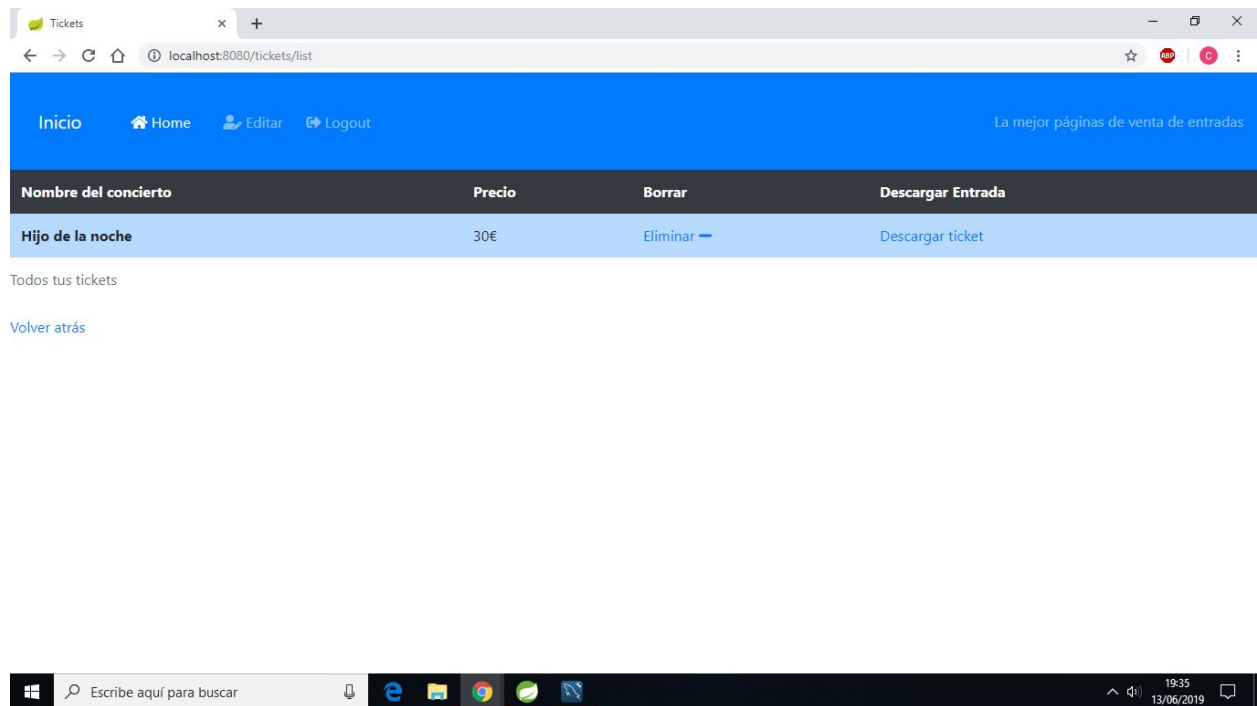 Tickets
localhost:8080/tickets/list
ABP
C
Inicio Home Editar Logout La mejor páginas de venta de entradas
Nombre del concierto Precio Borrar Descargar Entrada
Hijo de la noche 30€ Eliminar Descargar ticket
Todos tus tickets
Volver atrás
Escribe aquí para buscar
19:35
13/06/2019